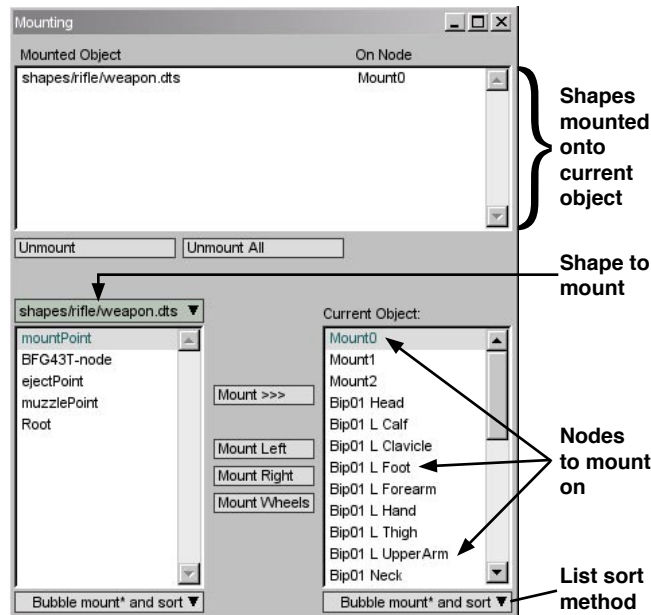 Mounting
Mounted Object On Node
shapes/rifle/weapon.dts Mount0
Shapes
mounted
onto
current
object
Unmount Unmount All
Shape to
mount
shapes/rifle/weapon.dts
mountPoint
BFG43T-node
ejectPoint
muzzlePoint
Root
Mount >>>
Mount Left
Mount Right
Mount Wheels
Current Object:
Mount0
Mount1
Mount2
Bip01 Head
Bip01 L Calf
Bip01 L Clavicle
Bip01 L Foot
Bip01 L Forearm
Bip01 L Hand
Bip01 L Thigh
Bip01 L UpperArm
Bip01 Neck
Nodes
to mount
on
Bubble mount* and sort Bubble mount* and sort
List sort
method